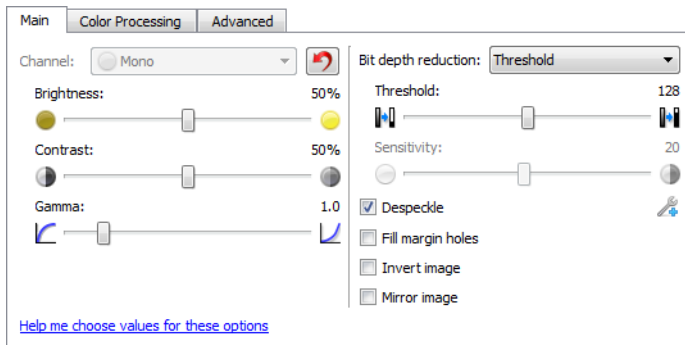 Main Color Processing Advanced
Channel: Mono
Brightness: 50%
Contrast: 50%
Gamma: 1.0
Help me choose values for these options
Bit depth reduction: Threshold
Threshold: 128
Sensitivity: 20
Despeckle
Fill margin holes
Invert image
Mirror image